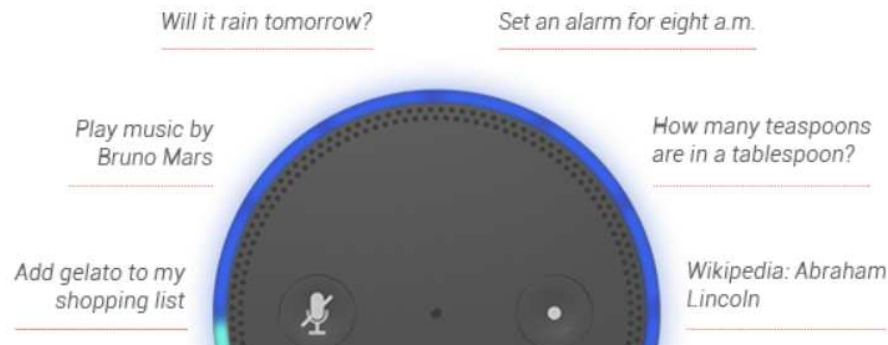 Will it rain tomorrow?
Set an alarm for eight a.m.
Play music by
Bruno Mars
How many teaspoons
are in a tablespoon?
Add gelato to my
shopping list
Wikipedia: Abraham
Lincoln